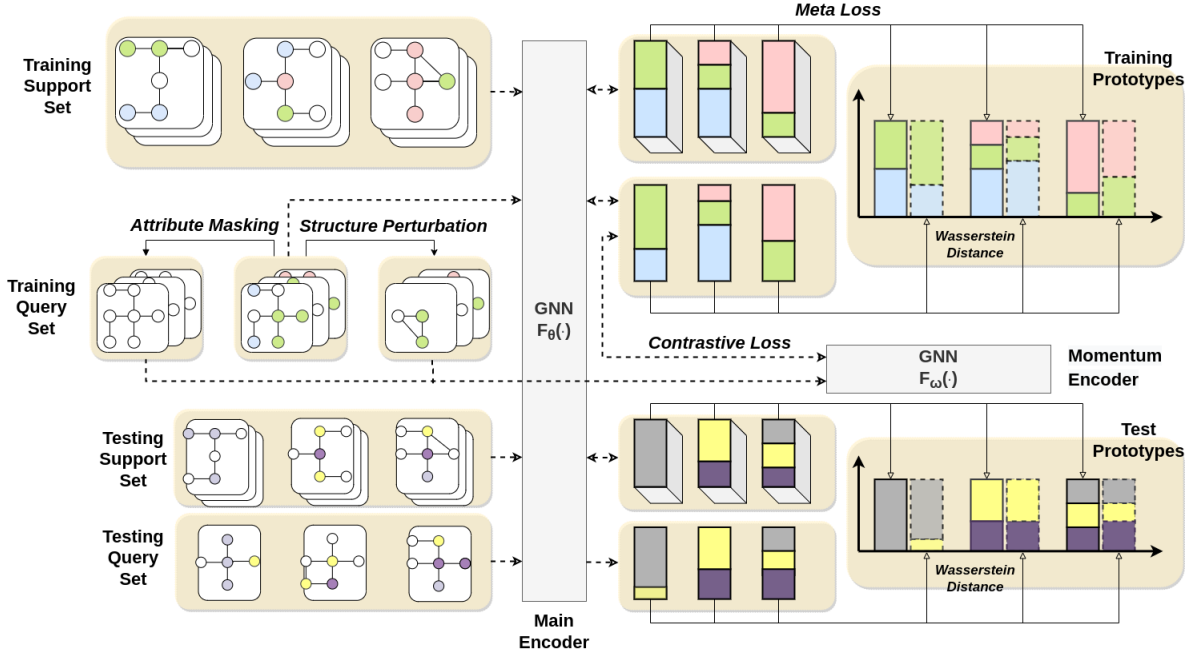 Meta Loss
Training
Support
Set
Training
Prototypes
Attribute Masking
Structure Perturbation
Wasserstein
Distance
Training
Query
Set
GNN
Fθ(·)
Contrastive Loss
GNN
Fω(·)
Momentum
Encoder
Testing
Support
Set
Test
Prototypes
Testing
Query
Set
Wasserstein
Distance
Main
Encoder